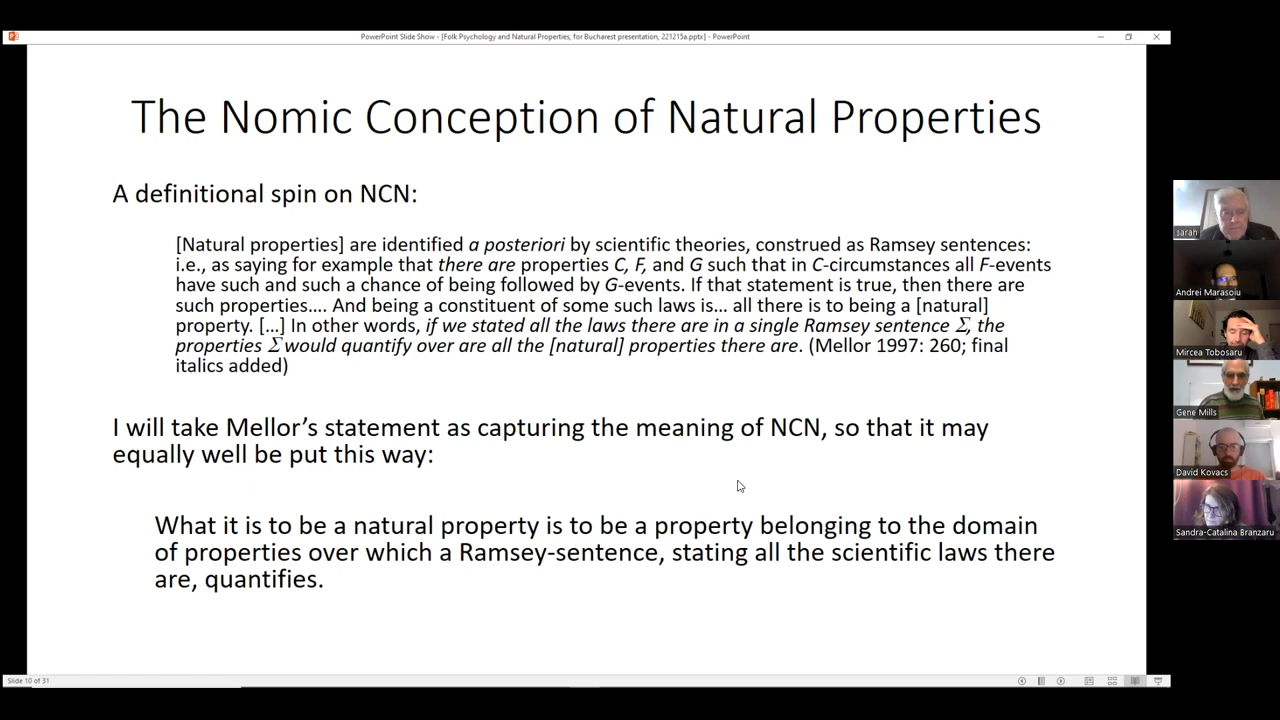 PowerPoint Slide Show - [Folk Psychology and Natural Properties, for Bucharest presentation, 221215a.pptx] - PowerPoint
The Nomic Conception of Natural Properties
A definitional spin on NCN:
[Natural properties] are identified a posteriori by scientific theories, construed as Ramsey sentences:
i.e., as saying for example that there are properties C, F, and G such that in C-circumstances all F-events
have such and such a chance of being followed by G-events. If that statement is true, then there are
such properties…. And being a constituent of some such laws is… all there is to being a [natural]
property. […] In other words, if we stated all the laws there are in a single Ramsey sentence Σ, the
properties Σ would quantify over are all the [natural] properties there are. (Mellor 1997: 260; final
italics added)
I will take Mellor’s statement as capturing the meaning of NCN, so that it may
equally well be put this way:
What it is to be a natural property is to be a property belonging to the domain
of properties over which a Ramsey-sentence, stating all the scientific laws there
are, quantifies.
Slide 10 of 31
sarah
Andrei Marasoiu
Mircea Tobosaru
Gene Mills
David Kovacs
Sandra-Catalina Branzaru